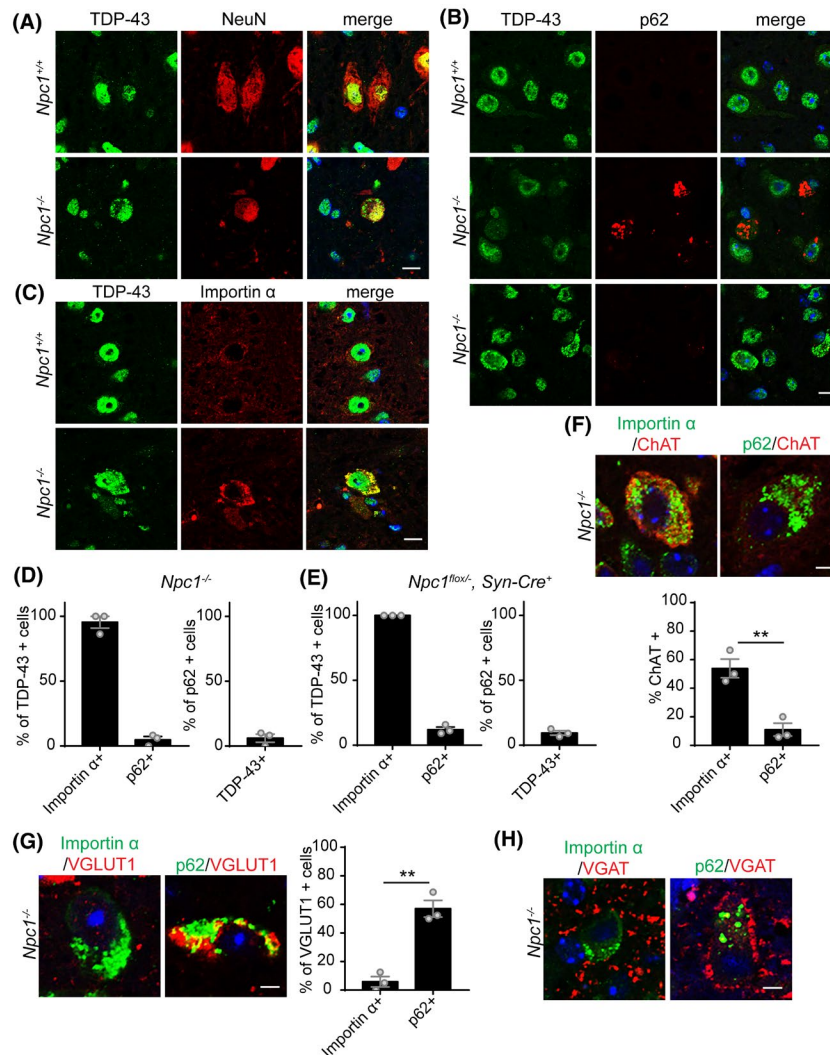 (A)
TDP-43 NeuN merge
Npc1+/+
Npc1-/-
(B)
TDP-43 p62 merge
Npc1+/+
Npc1-/-
Npc1-/-
(C)
TDP-43 Importin α merge
Npc1+/+
Npc1-/-
(F)
Importin α
/ChAT
p62/ChAT
Npc1-/-
% ChAT +
80
60
40
20
0
**
Importin α+
p62+
(D)
Npc1-/-
% of TDP-43 + cells
100
50
0
Importin α+
p62+
% of p62 + cells
100
50
0
TDP-43+
(E)
Npc1flox/-, Syn-Cre+
% of TDP-43 + cells
100
50
0
Importin α+
p62+
% of p62 + cells
100
50
0
TDP-43+
(G)
Importin α
/VGLUT1
p62/VGLUT1
Npc1-/-
% of VGLUT1 + cells
100
80
60
40
20
0
**
Importin α+
p62+
(H)
Importin α
/VGAT
p62/VGAT
Npc1-/-